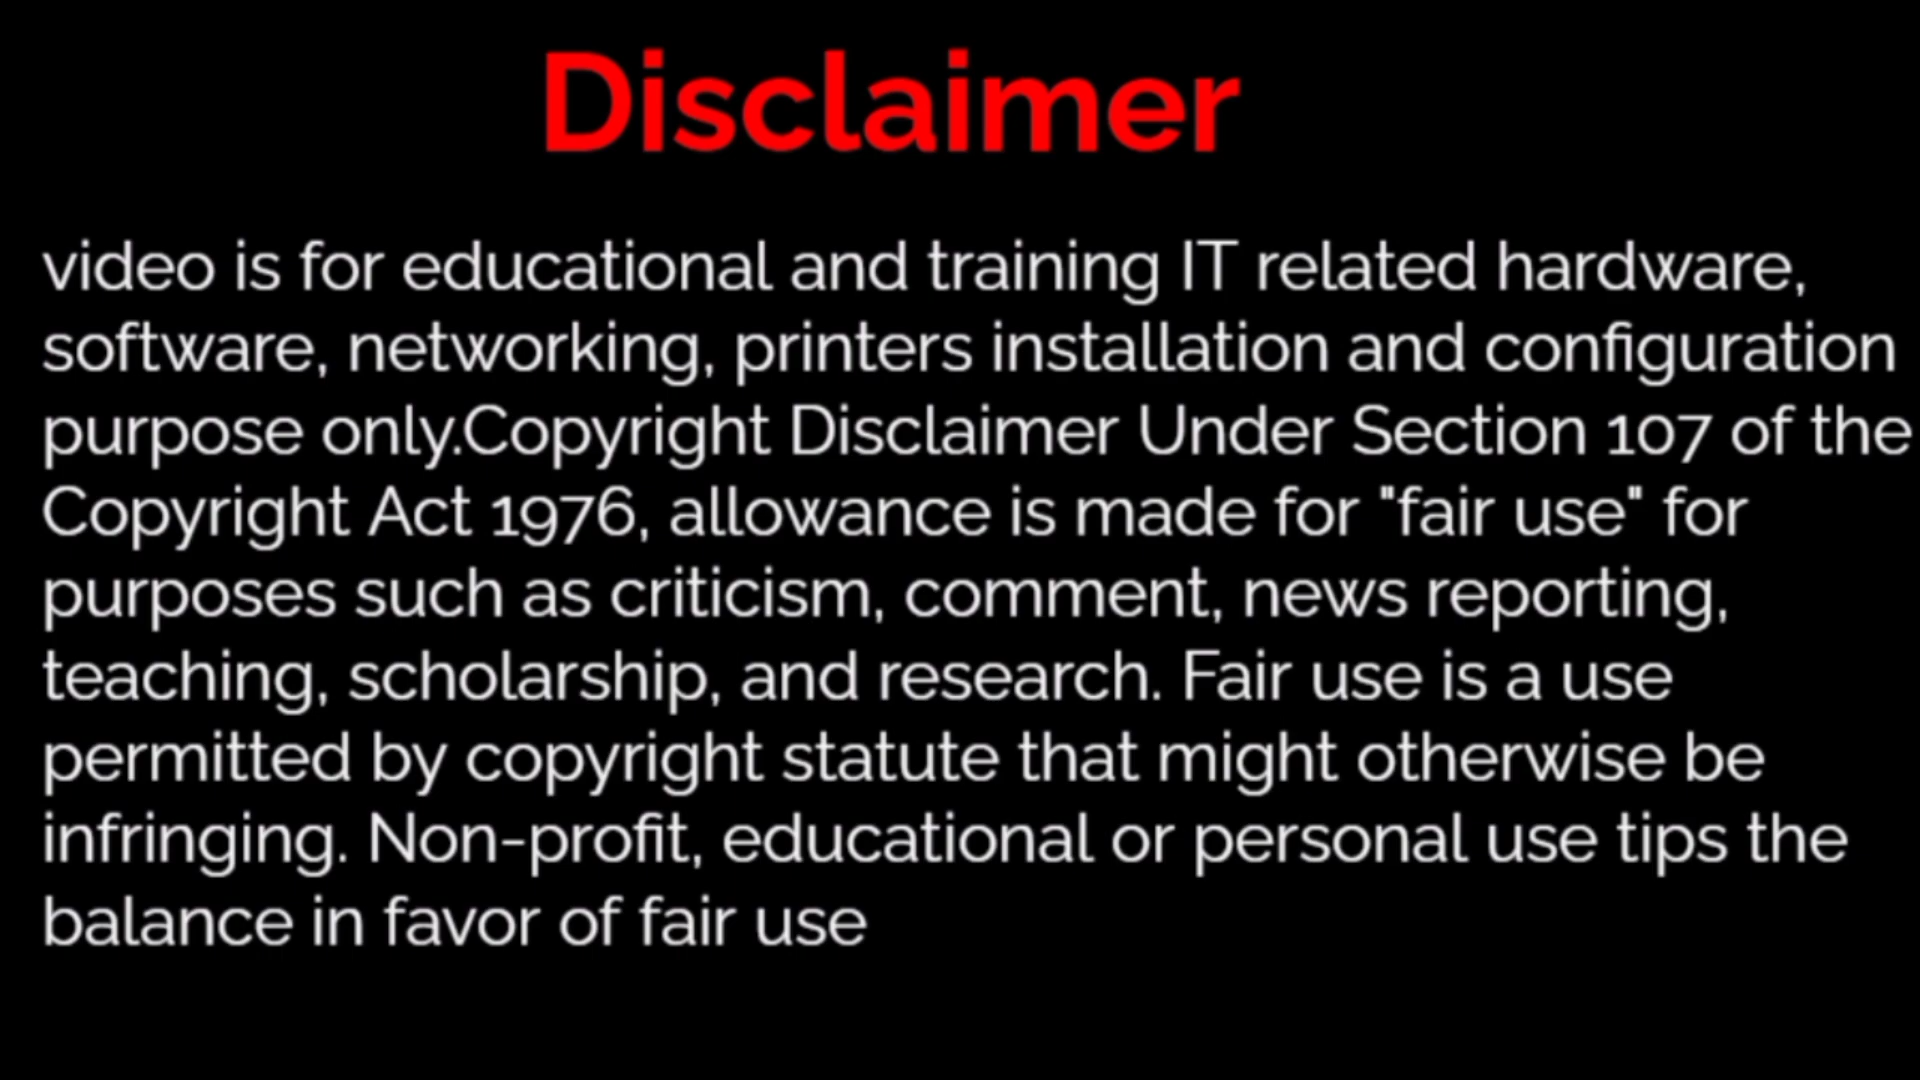 Disclaimer
video is for educational and training IT related hardware,
software, networking, printers installation and configuration
purpose only.Copyright Disclaimer Under Section 107 of the
Copyright Act 1976, allowance is made for "fair use" for
purposes such as criticism, comment, news reporting,
teaching, scholarship, and research. Fair use is a use
permitted by copyright statute that might otherwise be
infringing. Non-profit, educational or personal use tips the
balance in favor of fair use